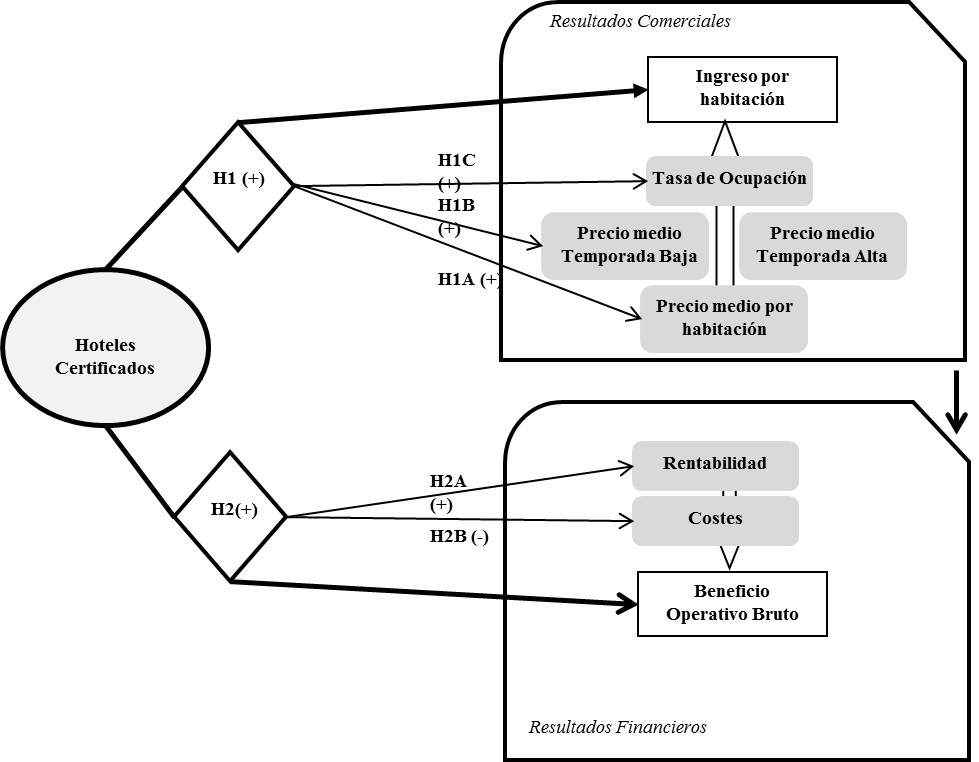 Resultados Comerciales
Ingreso por
habitación
H1 (+)
H1C
(+)
Tasa de Ocupación
H1B
(+)
Precio medio
Temporada Baja
Precio medio
Temporada Alta
H1A (+)
Precio medio por
habitación
Hoteles
Certificados
H2(+)
H2A
(+)
Rentabilidad
H2B (-)
Costes
Beneficio
Operativo Bruto
Resultados Financieros